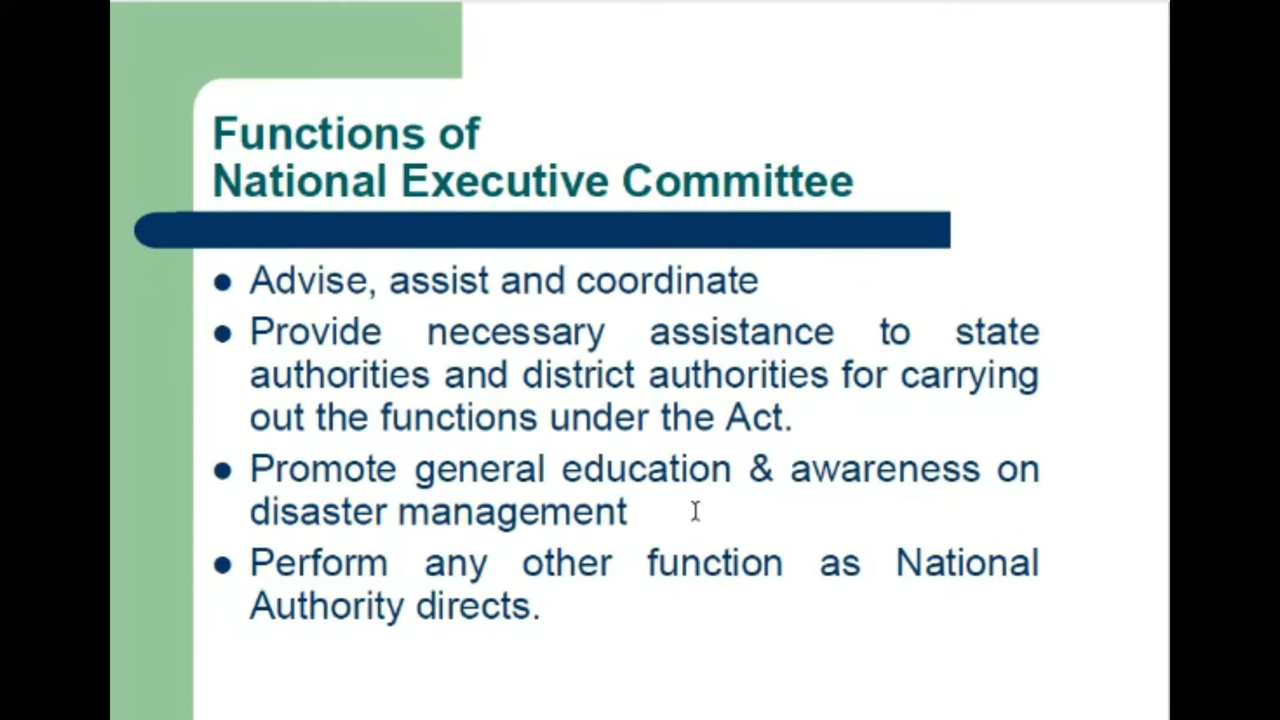 Functions of
National Executive Committee
● Advise, assist and coordinate
● Provide necessary assistance to state
authorities and district authorities for carrying
out the functions under the Act.
● Promote general education & awareness on
disaster management
● Perform any other function as National
Authority directs.